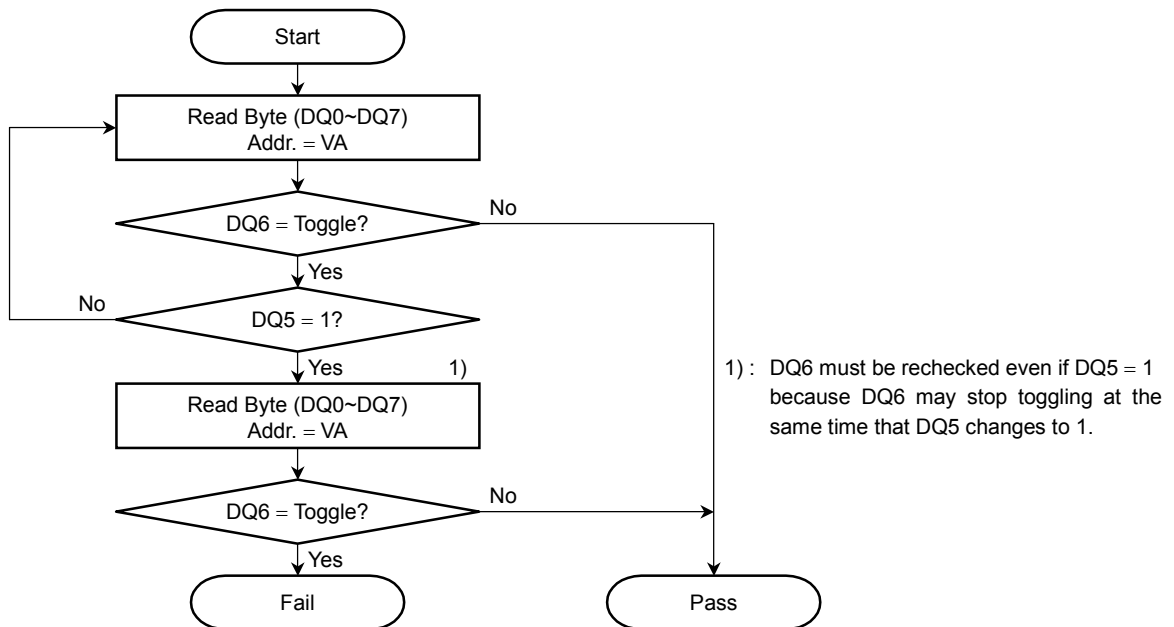 Start
Read Byte (DQ0~DQ7)
Addr. = VA
DQ6 = Toggle?
No
Yes
No
DQ5 = 1?
Yes
1)
Read Byte (DQ0~DQ7)
Addr. = VA
1) : DQ6 must be rechecked even if DQ5 = 1
because DQ6 may stop toggling at the
same time that DQ5 changes to 1.
DQ6 = Toggle?
No
Yes
Fail
Pass